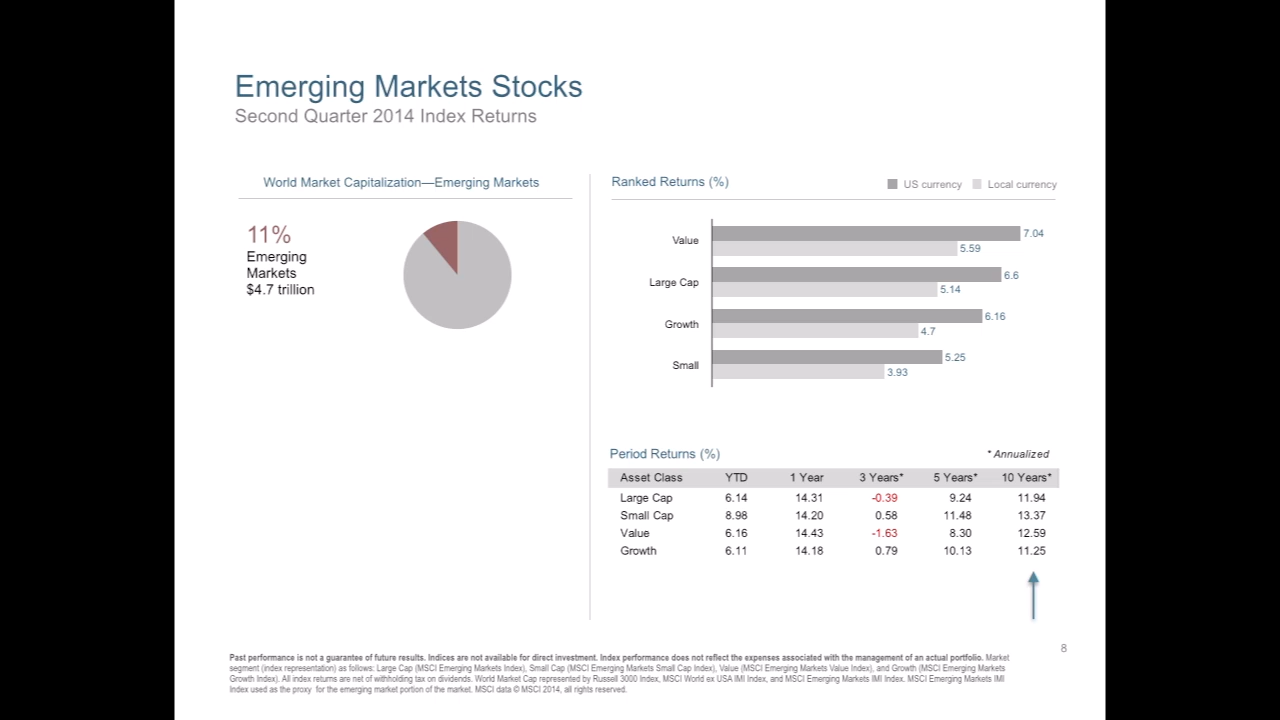 Emerging Markets Stocks
Second Quarter 2014 Index Returns
World Market Capitalization—Emerging Markets
11%
Emerging
Markets
$4.7 trillion
Ranked Returns (%)
US currency Local currency
Value 7.04
5.59
Large Cap 6.6
5.14
Growth 6.16
4.7
Small 5.25
3.93
Period Returns (%) * Annualized
Asset Class YTD 1 Year 3 Years* 5 Years* 10 Years*
Large Cap 6.14 14.31 -0.39 9.24 11.94
Small Cap 8.98 14.20 0.58 11.48 13.37
Value 6.16 14.43 -1.63 8.30 12.59
Growth 6.11 14.18 0.79 10.13 11.25
8
Past performance is not a guarantee of future results. Indices are not available for direct investment. Index performance does not reflect the expenses associated with the management of an actual portfolio. Market
segment (index representation) as follows: Large Cap (MSCI Emerging Markets Index), Small Cap (MSCI Emerging Markets Small Cap Index), Value (MSCI Emerging Markets Value Index), and Growth (MSCI Emerging Markets
Growth Index). All index returns are net of withholding tax on dividends. World Market Cap represented by Russell 3000 Index, MSCI World ex USA IMI Index, and MSCI Emerging Markets IMI Index. MSCI Emerging Markets IMI
Index used as the proxy for the emerging market portion of the market. MSCI data © MSCI 2014, all rights reserved.